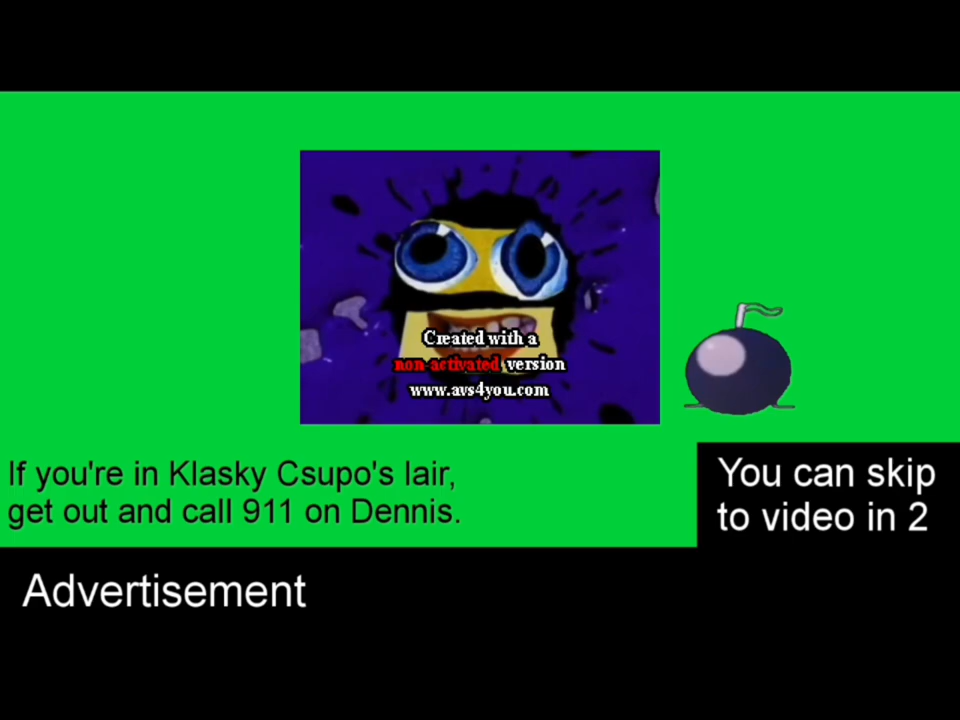 Created with a
non-activated version
www.avs4you.com
If you're in Klasky Csupo's lair,
get out and call 911 on Dennis.
You can skip
to video in 2
Advertisement